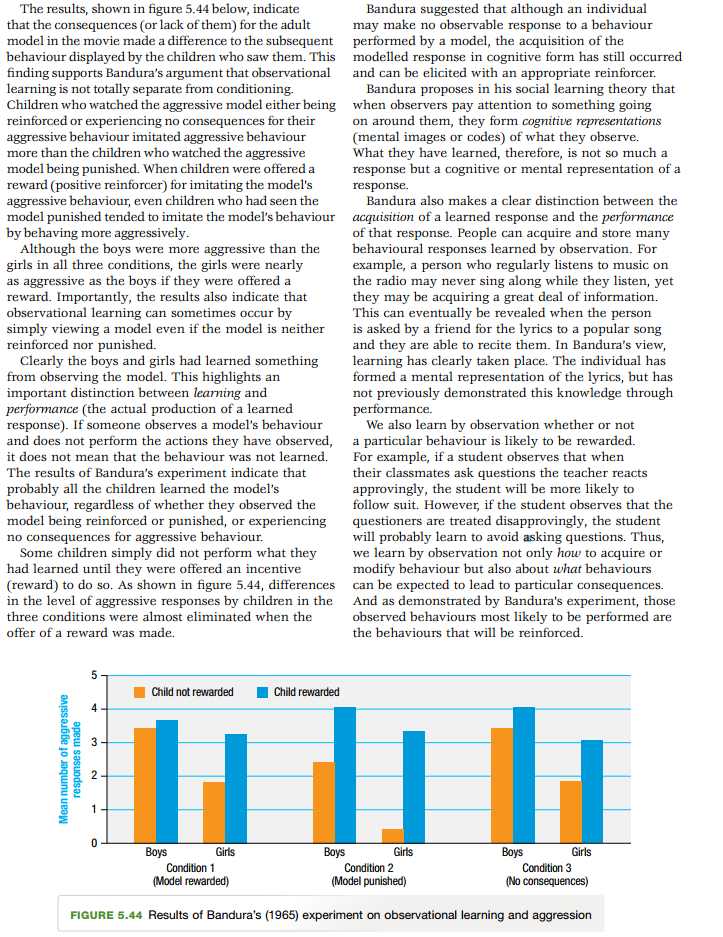 The results, shown in figure 5.44 below, indicate
that the consequences (or lack of them) for the adult
model in the movie made a difference to the subsequent
behaviour displayed by the children who saw them. This
finding supports Bandura's argument that observational
learning is not totally separate from conditioning.
Children who watched the aggressive model either being
reinforced or experiencing no consequences for their
aggressive behaviour imitated aggressive behaviour
more than the children who watched the aggressive
model being punished. When children were offered a
reward (positive reinforcer) for imitating the model's
aggressive behaviour, even children who had seen the
model punished tended to imitate the model's behaviour
by behaving more aggressively.
Although the boys were more aggressive than the
girls in all three conditions, the girls were nearly
as aggressive as the boys if they were offered a
reward. Importantly, the results also indicate that
observational learning can sometimes occur by
simply viewing a model even if the model is neither
reinforced nor punished.
Clearly the boys and girls had learned something
from observing the model. This highlights an
important distinction between learning and
performance (the actual production of a learned
response). If someone observes a model's behaviour
and does not perform the actions they have observed,
it does not mean that the behaviour was not learned.
The results of Bandura's experiment indicate that
probably all the children learned the model's
behaviour, regardless of whether they observed the
model being reinforced or punished, or experiencing
no consequences for aggressive behaviour.
Some children simply did not perform what they
had learned until they were offered an incentive
(reward) to do so. As shown in figure 5.44, differences
in the level of aggressive responses by children in the
three conditions were almost eliminated when the
offer of a reward was made.
Bandura suggested that although an individual
may make no observable response to a behaviour
performed by a model, the acquisition of the
modelled response in cognitive form has still occurred
and can be elicited with an appropriate reinforcer.
Bandura proposes in his social learning theory that
when observers pay attention to something going
on around them, they form cognitive representations
(mental images or codes) of what they observe.
What they have learned, therefore, is not so much a
response but a cognitive or mental representation of a
response.
Bandura also makes a clear distinction between the
acquisition of a learned response and the performance
of that response. People can acquire and store many
behavioural responses learned by observation. For
example, a person who regularly listens to music on
the radio may never sing along while they listen, yet
they may be acquiring a great deal of information.
This can eventually be revealed when the person
is asked by a friend for the lyrics to a popular song
and they are able to recite them. In Bandura's view,
learning has clearly taken place. The individual has
formed a mental representation of the lyrics, but has
not previously demonstrated this knowledge through
performance.
We also learn by observation whether or not
a particular behaviour is likely to be rewarded.
For example, if a student observes that when
their classmates ask questions the teacher reacts
approvingly, the student will be more likely to
follow suit. However, if the student observes that the
questioners are treated disapprovingly, the student
will probably learn to avoid asking questions. Thus,
we learn by observation not only how to acquire or
modify behaviour but also about what behaviours
can be expected to lead to particular consequences.
And as demonstrated by Bandura's experiment, those
observed behaviours most likely to be performed are
the behaviours that will be reinforced.
Mean number of aggressive
responses made
5
4
3
2
1
0
Child not rewarded Child rewarded
Boys Girls Boys Girls Boys Girls
Condition 1 Condition 2 Condition 3
(Model rewarded) (Model punished) (No consequences)
FIGURE 5.44 Results of Bandura's (1965) experiment on observational learning and aggression